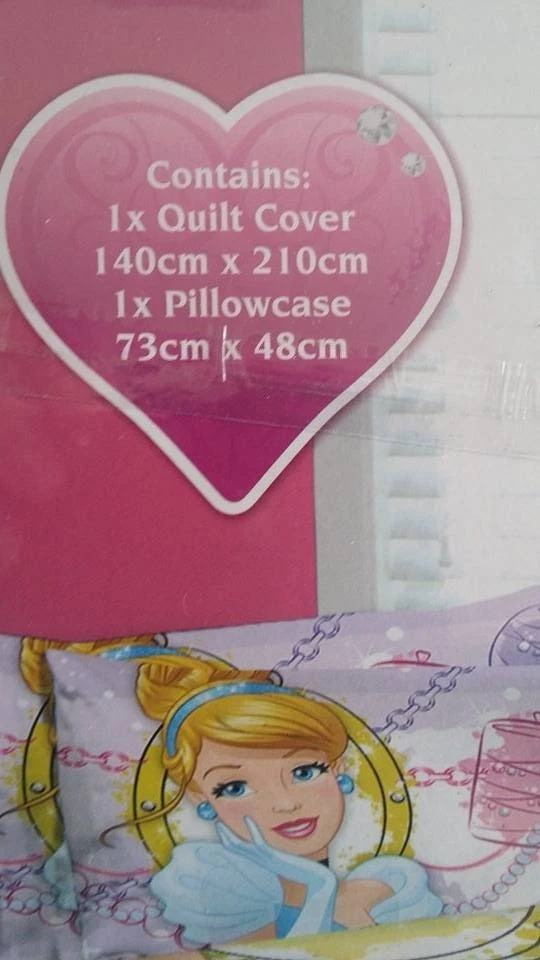 Contains:
1x Quilt Cover
140cm x 210cm
1x Pillowcase
73cm x 48cm